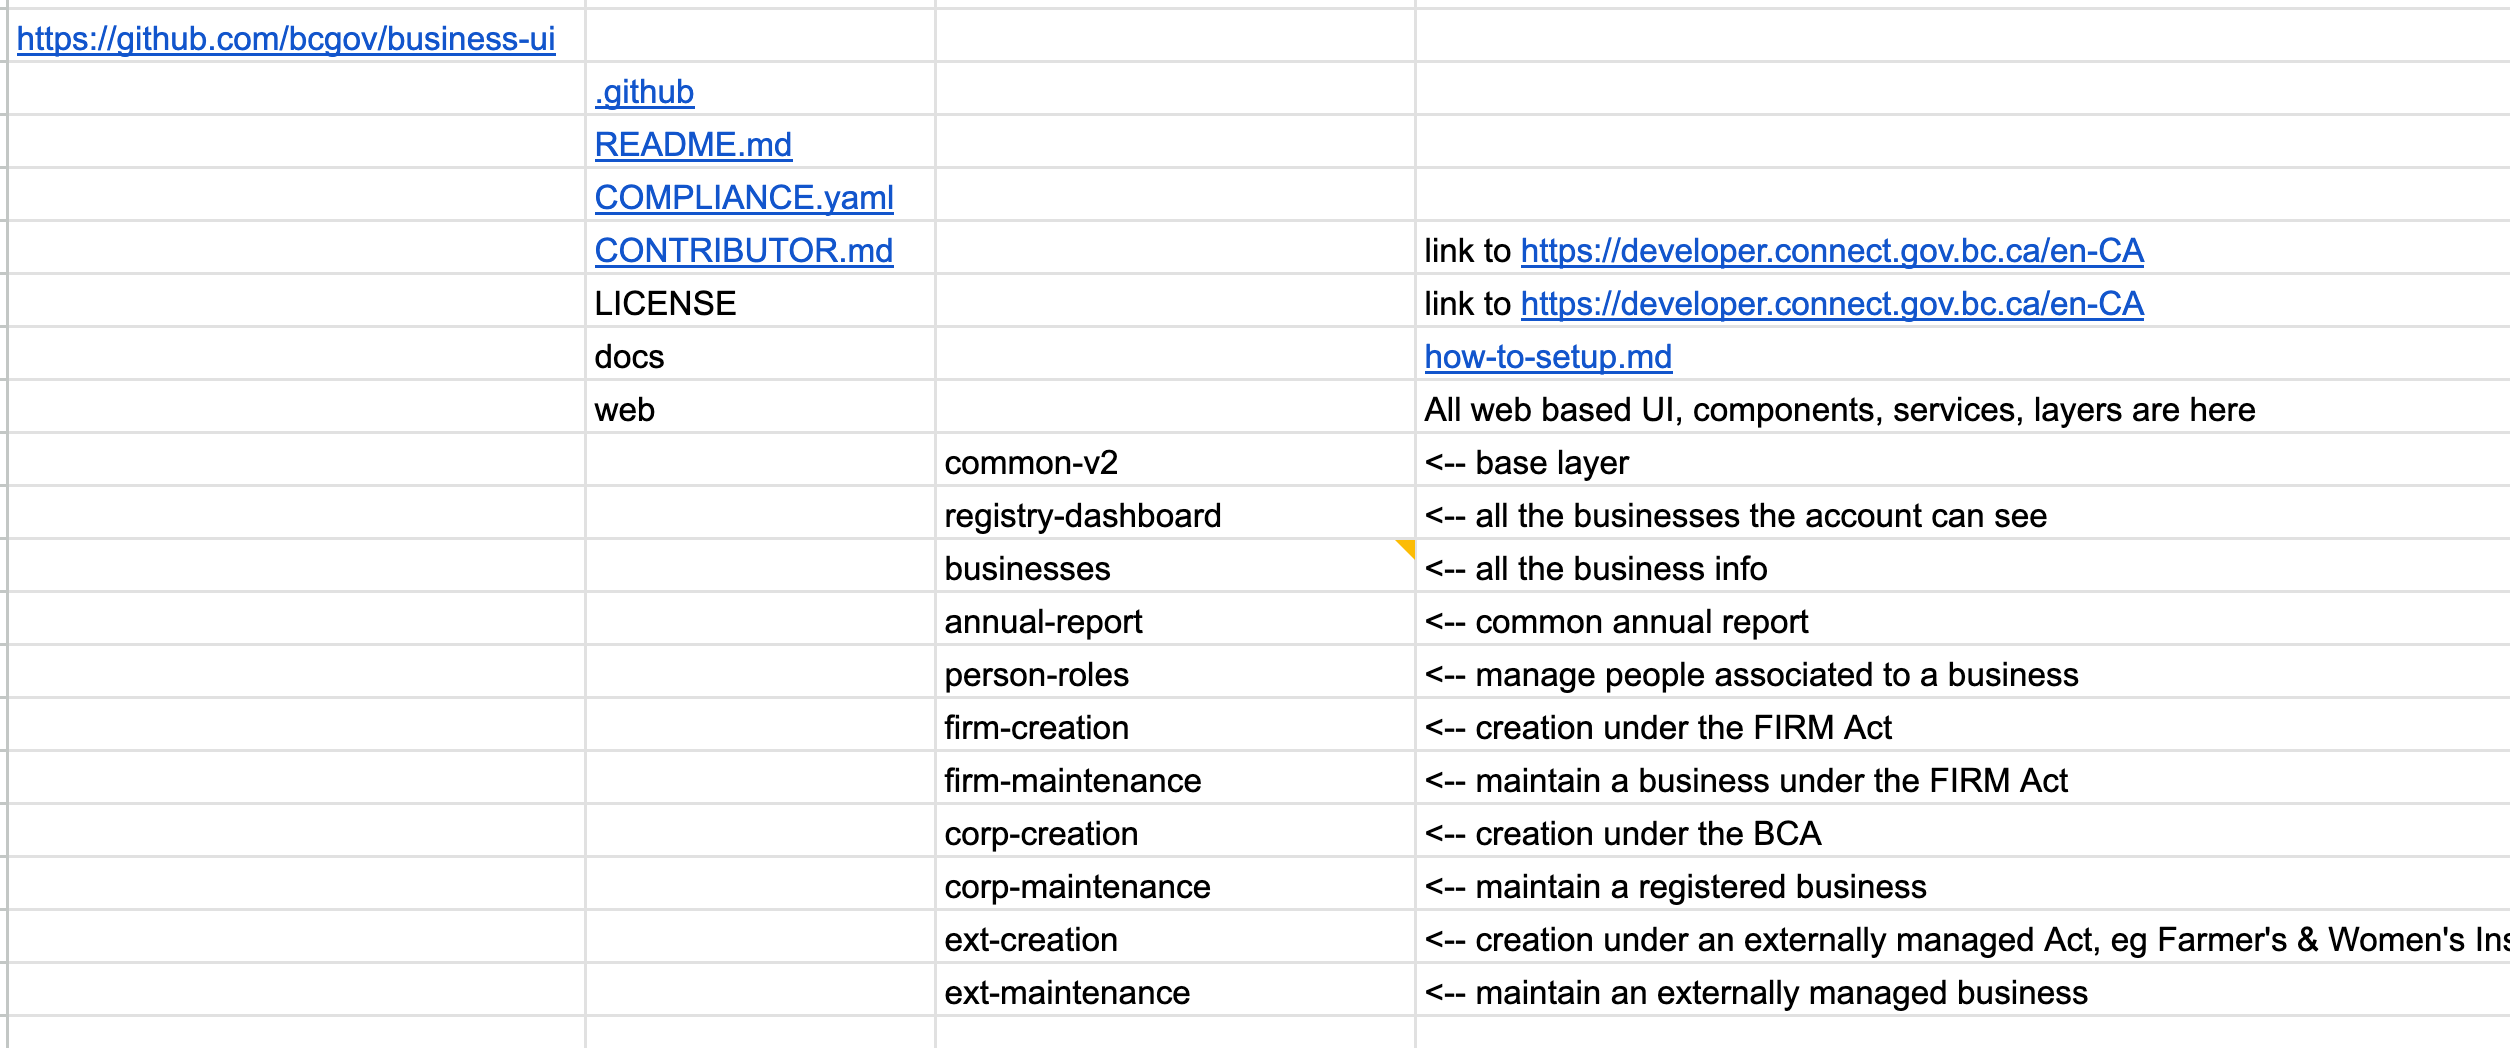 https://github.com/bcgov/business-ui
.github
README.md
COMPLIANCE.yaml
CONTRIBUTOR.md link to https://developer.connect.gov.bc.ca/en-CA
LICENSE link to https://developer.connect.gov.bc.ca/en-CA
docs how-to-setup.md
web All web based UI, components, services, layers are here
common-v2 <-- base layer
registry-dashboard <-- all the businesses the account can see
businesses <-- all the business info
annual-report <-- common annual report
person-roles <-- manage people associated to a business
firm-creation <-- creation under the FIRM Act
firm-maintenance <-- maintain a business under the FIRM Act
corp-creation <-- creation under the BCA
corp-maintenance <-- maintain a registered business
ext-creation <-- creation under an externally managed Act, eg Farmer's & Women's
ext-maintenance <-- maintain an externally managed business